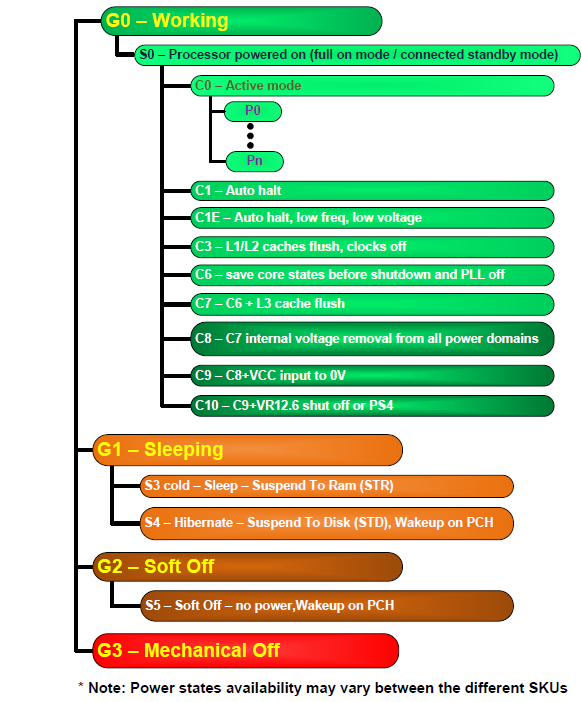 G0 – Working
S0 – Processor powered on (full on mode / connected standby mode)
C0 – Active mode
P0
Pn
C1 – Auto halt
C1E – Auto halt, low freq, low voltage
C3 – L1/L2 caches flush, clocks off
C6 – save core states before shutdown and PLL off
C7 – C6 + L3 cache flush
C8 – C7 internal voltage removal from all power domains
C9 – C8+VCC input to 0V
C10 – C9+VR12.6 shut off or PS4
G1 – Sleeping
S3 cold – Sleep – Suspend To Ram (STR)
S4 – Hibernate – Suspend To Disk (STD), Wakeup on PCH
G2 – Soft Off
S5 – Soft Off – no power,Wakeup on PCH
G3 – Mechanical Off
* Note: Power states availability may vary between the different SKUs